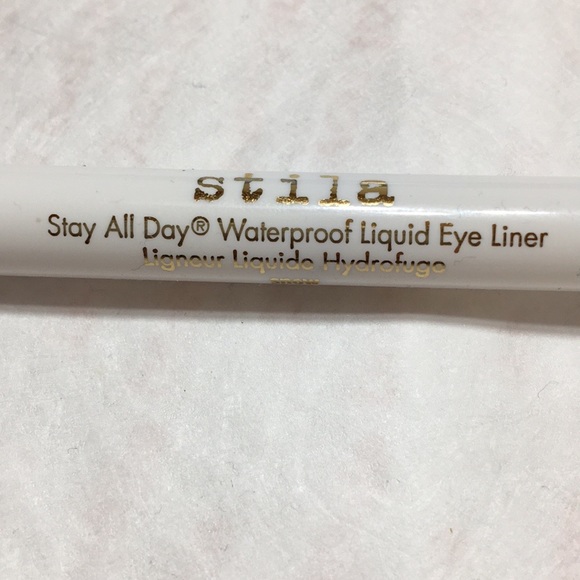 stila
Stay All Day® Waterproof Liquid Eye Liner
Ligneur Liquide Hydrofuge